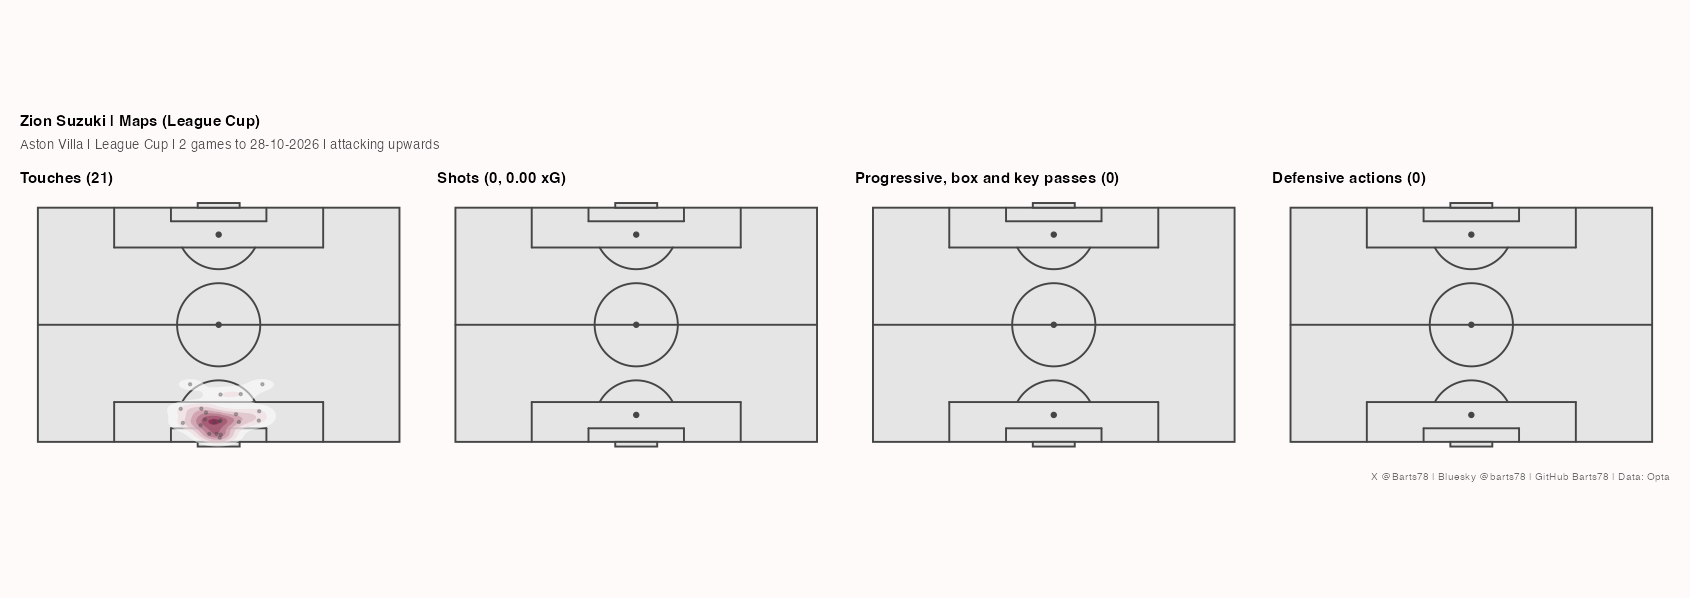 Zion Suzuki | Maps (League Cup)
Aston Villa | League Cup | 2 games to 28-10-2026 | attacking upwards
Touches (21)
Shots (0, 0.00 xG)
Progressive, box and key passes (0)
Defensive actions (0)
X @Barts78 | Bluesky @barts78 | GitHub Barts78 | Data: Opta